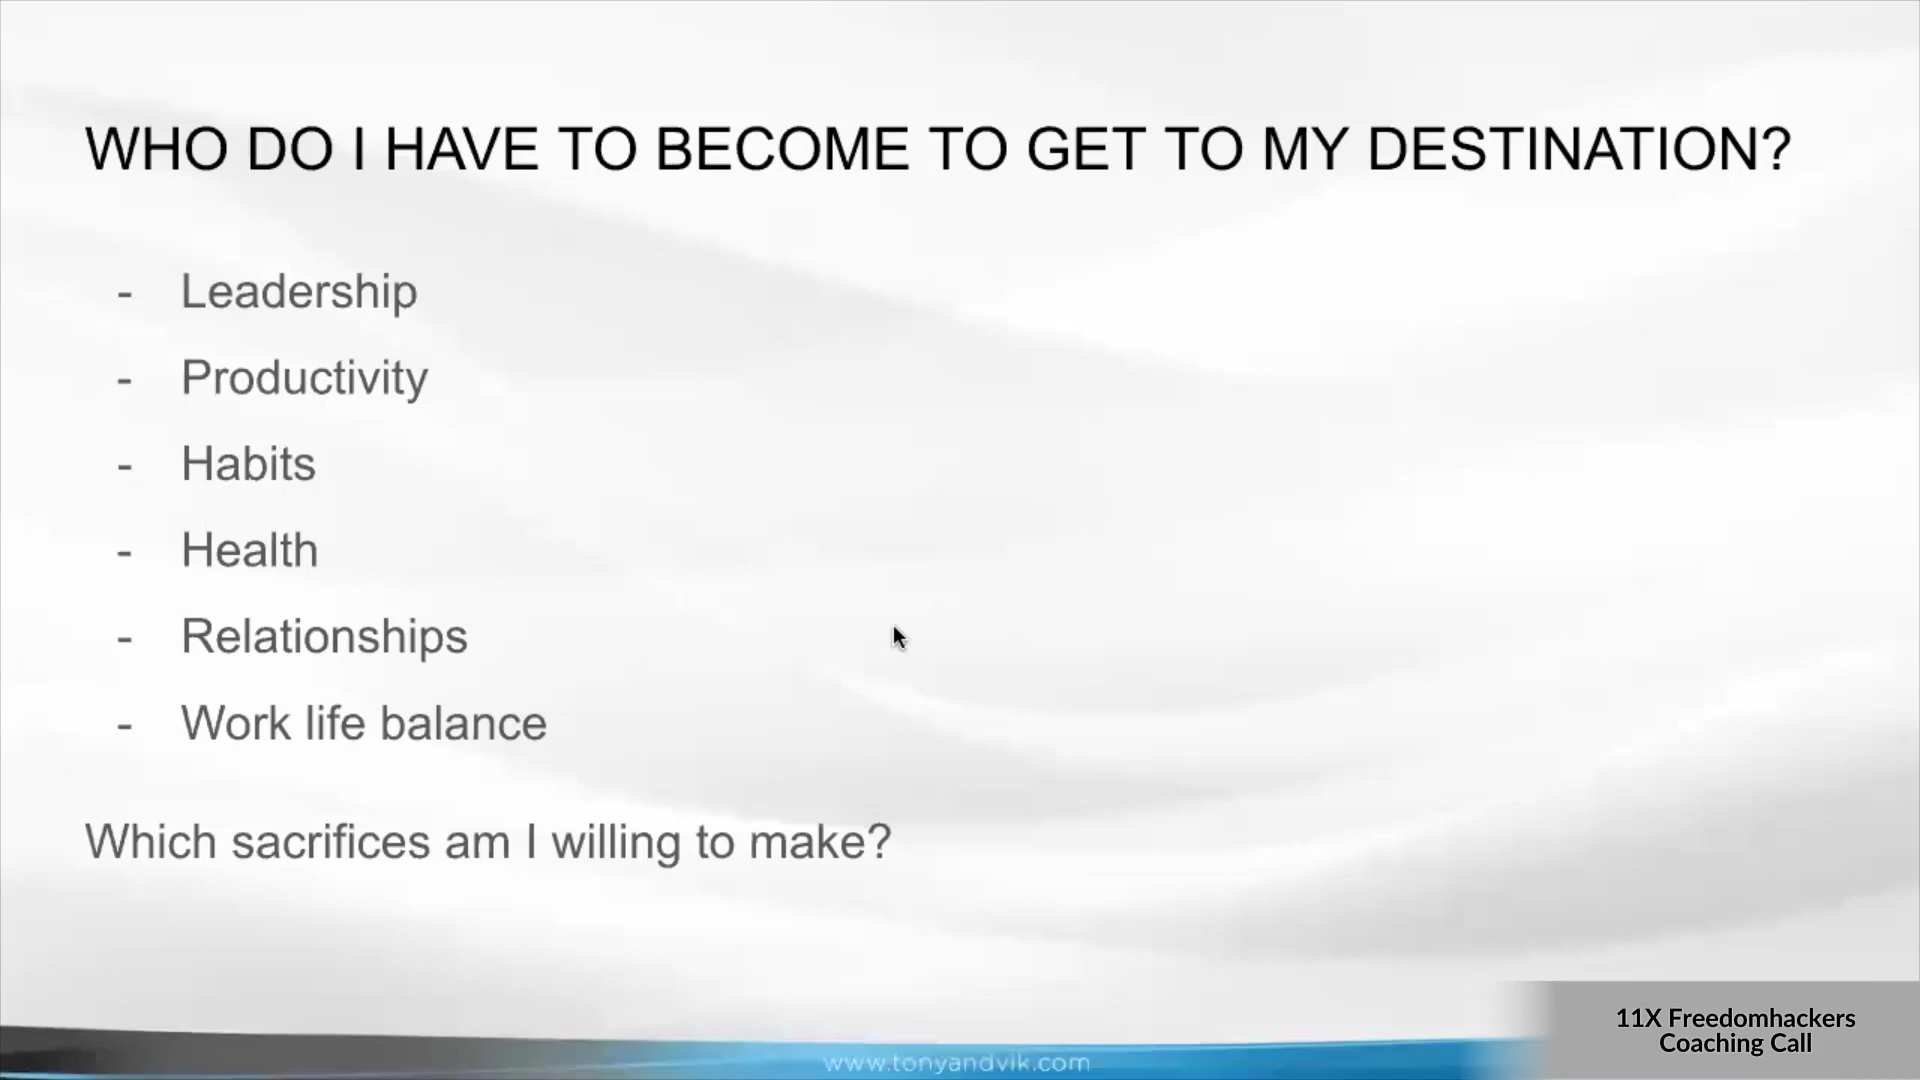 WHO DO I HAVE TO BECOME TO GET TO MY DESTINATION?
- Leadership
- Productivity
- Habits
- Health
- Relationships
- Work life balance
Which sacrifices am I willing to make?
11X Freedomhackers
Coaching Call
www.tonyandvik.com